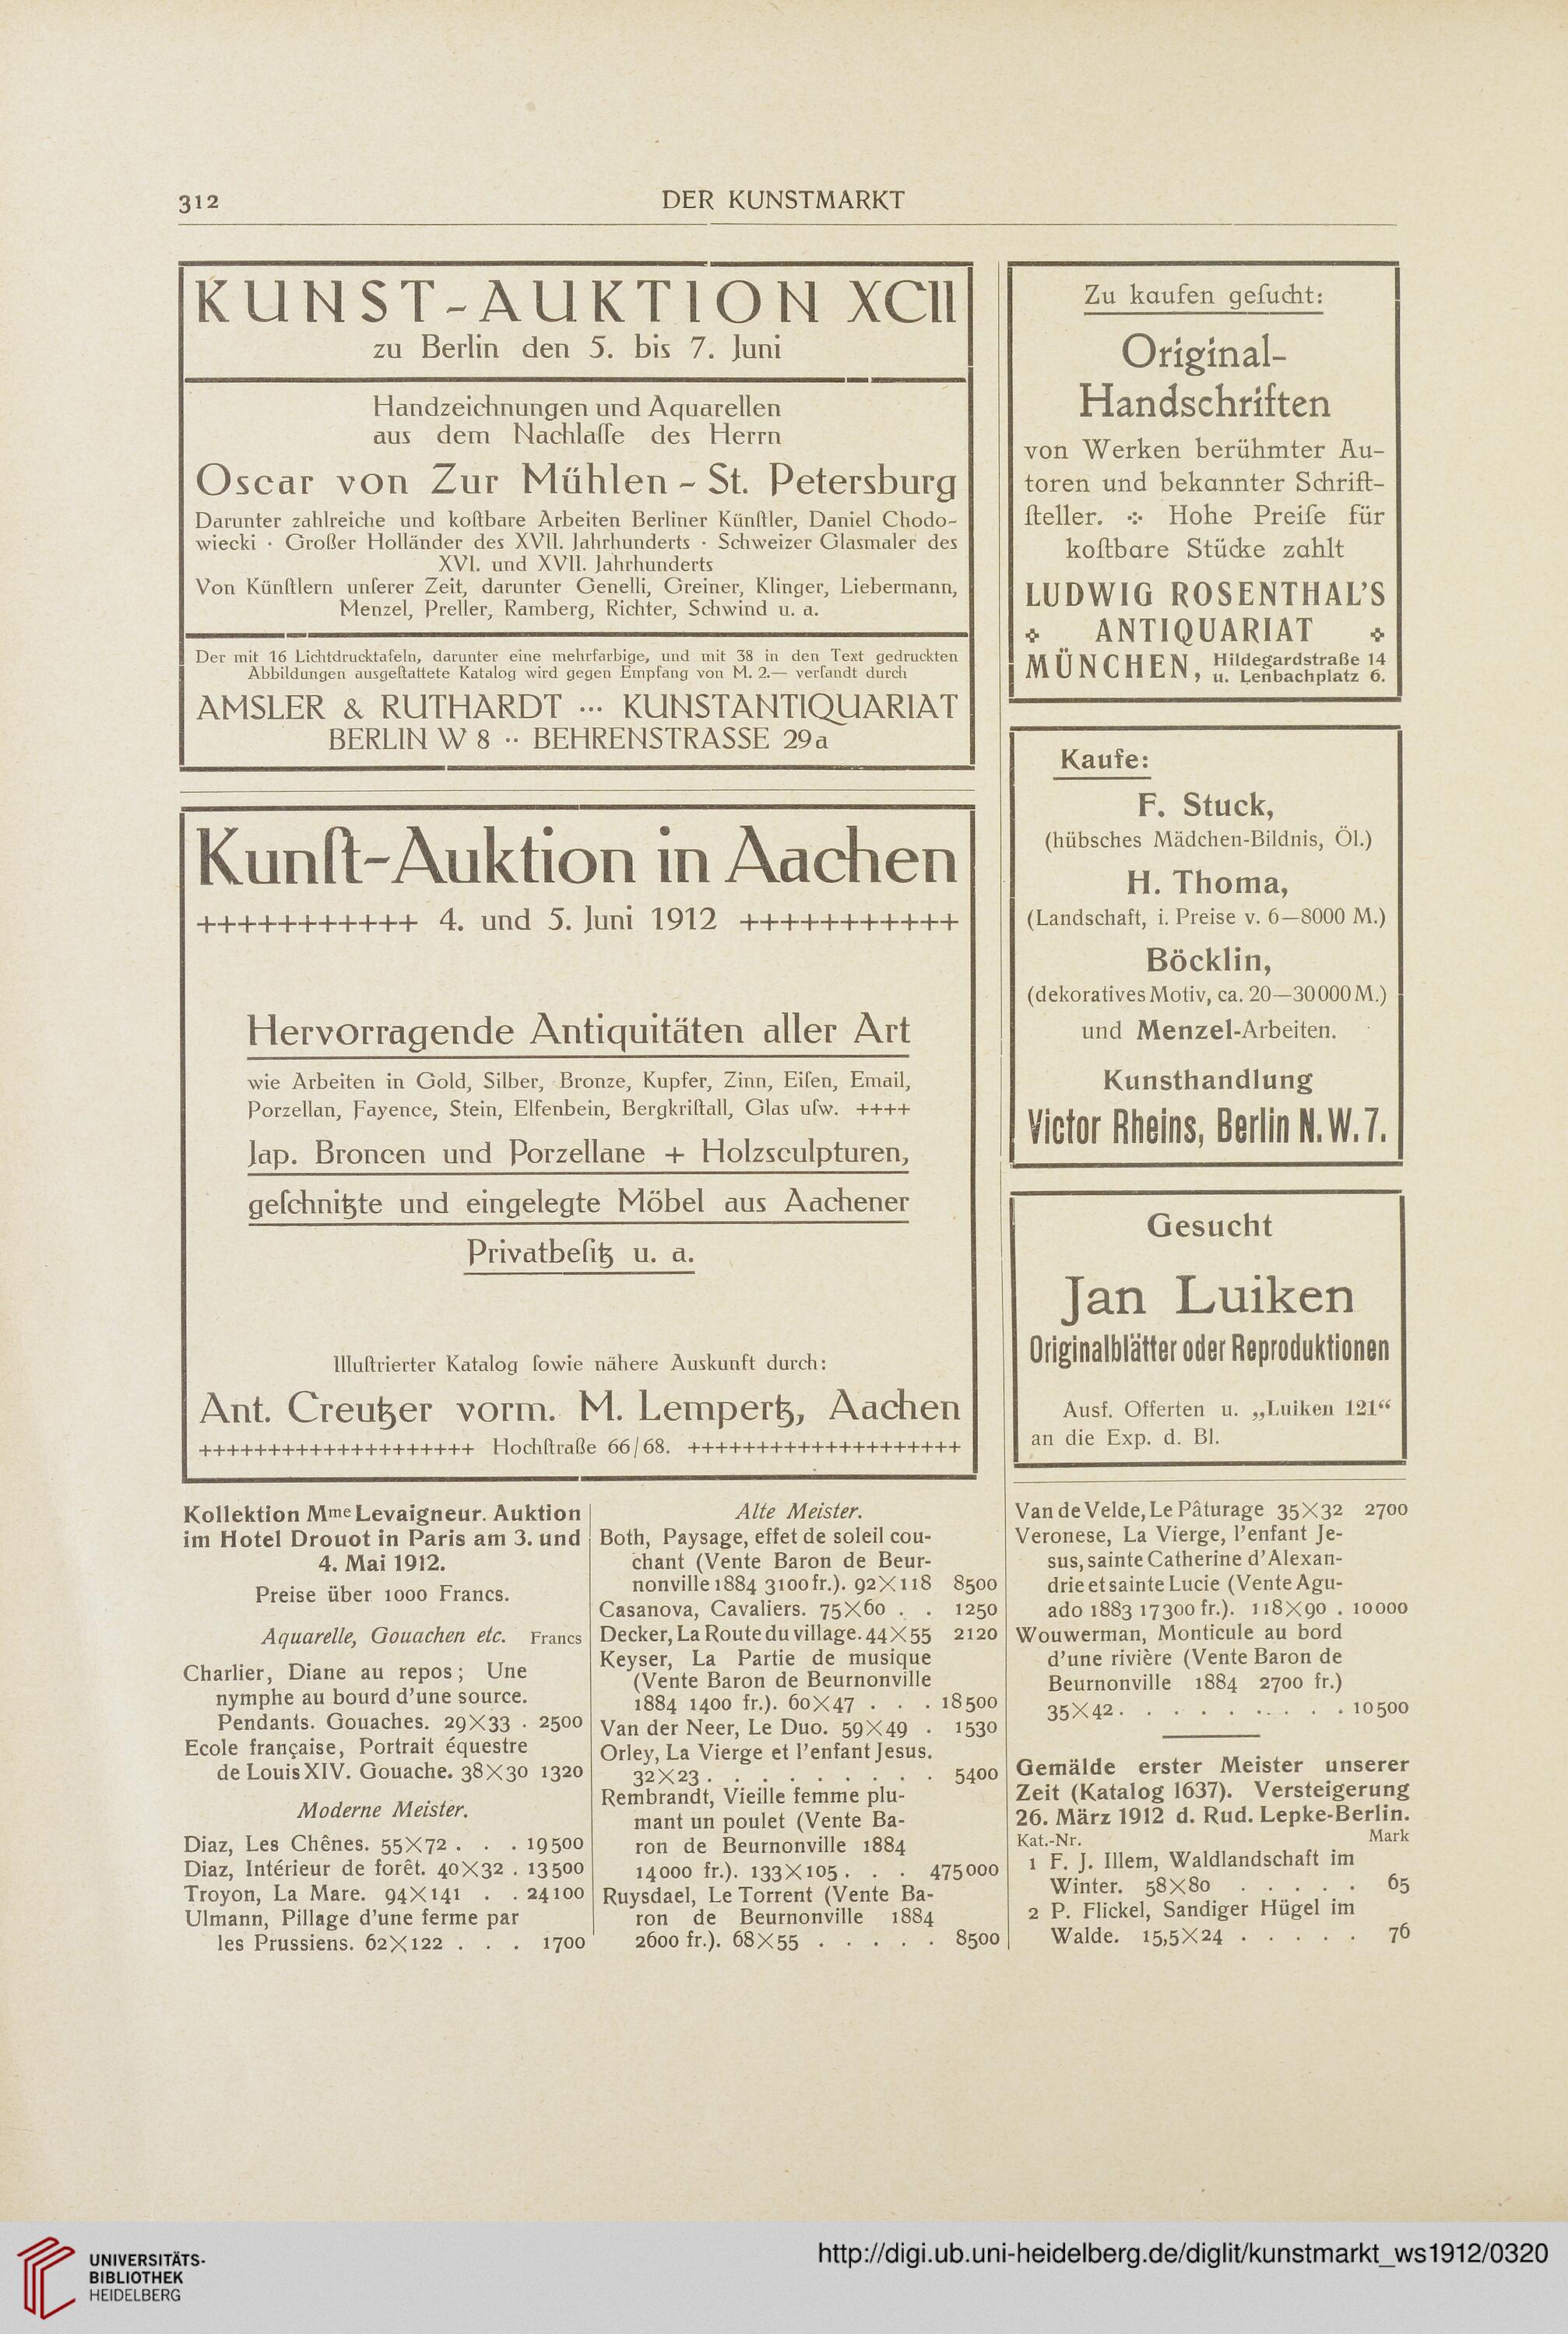 312
DER KUNSTMARKT
KUNST-AUKTION XCII
zu Berlin den 5. bis 7. Juni
Handzeichnungen und Aquarellen
aus dem Nachlaſſe des Herrn
Oscar von Zur Mühlen - St. Petersburg
Darunter zahlreiche und koſtbare Arbeiten Berliner Künſtler, Daniel Chodo-
wiecki · Großer Holländer des XVII. Jahrhunderts · Schweizer Glasmaler des
XVI. und XVII. Jahrhunderts
Von Künſtlern unſerer Zeit, darunter Genelli, Greiner, Klinger, Liebermann,
Menzel, Preller, Ramberg, Richter, Schwind u. a.
Der mit 16 Lichtdrucktafeln, darunter eine mehrfarbige, und mit 38 in den Text gedruckten
Abbildungen ausgeſtattete Katalog wird gegen Empfang von M. 2.— verſandt durch
AMSLER & RUTHARDT ··· KUNSTANTIQUARIAT
BERLIN W 8 ·· BEHRENSTRASSE 29a
Kunſt-Auktion in Aachen
+++++++++++ 4. und 5. Juni 1912 +++++++++++
Hervorragende Antiquitäten aller Art
wie Arbeiten in Gold, Silber, Bronze, Kupfer, Zinn, Eiſen, Email,
Porzellan, Fayence, Stein, Elfenbein, Bergkriſtall, Glas uſw. ++++
Jap. Broncen und Porzellane + Holzsculpturen,
geſchnitzte und eingelegte Möbel aus Aachener
Privatbeſitz u. a.
Illuſtrierter Katalog ſowie nähere Auskunft durch:
Ant. Creutzer vorm. M. Lempertz, Aachen
++++++++++++++++++++ Hochſtraße 66/68. ++++++++++++++++++++
Zu kaufen geſucht:
Original-
Handschriften
von Werken berühmter Au-
toren und bekannter Schrift-
ſteller. ⁘ Hohe Preiſe für
koſtbare Stücke zahlt
LUDWIG ROSENTHAL'S
⁘ ANTIQUARIAT ⁘
MÜNCHEN, Hildegardstraße 14
u. Lenbachplatz 6.
Kaufe:
F. Stuck,
(hübsches Mädchen-Bildnis, Öl.)
H. Thoma,
(Landschaft, i. Preise v. 6—8000 M.)
Böcklin,
(dekoratives Motiv, ca. 20—30000 M.)
und Menzel-Arbeiten.
Kunsthandlung
Victor Rheins, Berlin N.W.7.
Gesucht
Jan Luiken
Originalblätter oder Reproduktionen
Ausf. Offerten u. „Luiken 121“
an die Exp. d. Bl.
Kollektion Mme Levaigneur. Auktion
im Hotel Drouot in Paris am 3. und
4. Mai 1912.
Preise über 1000 Francs.
Aquarelle, Gouachen etc. Francs
Charlier, Diane au repos; Une
nymphe au bourd d'une source.
Pendants. Gouaches. 29×33 . 2500
Ecole française, Portrait équestre
de Louis XIV. Gouache. 38×30 1320
Moderne Meister.
Diaz, Les Chênes. 55×72 . . . 19500
Diaz, Intérieur de forêt. 40×32 . 13500
Troyon, La Mare. 94×141 . . 24100
Ulmann, Pillage d'une ferme par
les Prussiens. 62×122 . . . 1700
Alte Meister.
Both, Paysage, effet de soleil cou-
chant (Vente Baron de Beur-
nonville 1884 3100 fr.). 92×118 8500
Casanova, Cavaliers. 75×60 . . 1250
Decker, La Route du village. 44×55 2120
Keyser, La Partie de musique
(Vente Baron de Beurnonville
1884 1400 fr.). 60×47 . . . 18500
Van der Neer, Le Duo. 59×49 . 1530
Orley, La Vierge et l'enfant Jesus.
32×23 . . . . . . . . . 5400
Rembrandt, Vieille femme plu-
mant un poulet (Vente Ba-
ron de Beurnonville 1884
14000 fr.). 133×105 . . . 475000
Ruysdael, Le Torrent (Vente Ba-
ron de Beurnonville 1884
2600 fr.). 68×55 . . . . . 8500
Van de Velde, Le Pâturage 35×32 2700
Veronese, La Vierge, l'enfant Je-
sus, sainte Catherine d'Alexan-
drie et sainte Lucie (Vente Agu-
ado 1883 17300 fr.). 118×90 . 10000
Wouwerman, Monticule au bord
d'une rivière (Vente Baron de
Beurnonville 1884 2700 fr.)
35×42 . . . . . . . . . 10500
Gemälde erster Meister unserer
Zeit (Katalog 1637). Versteigerung
26. März 1912 d. Rud. Lepke-Berlin.
Kat.-Nr. Mark
1 F. J. Illem, Waldlandschaft im
Winter. 58×80 . . . . . 65
2 P. Flickel, Sandiger Hügel im
Walde. 15,5×24 . . . . . 76
UNIVERSITÄTS-
BIBLIOTHEK
HEIDELBERG
http://digi.ub.uni-heidelberg.de/diglit/kunstmarkt_ws1912/0320